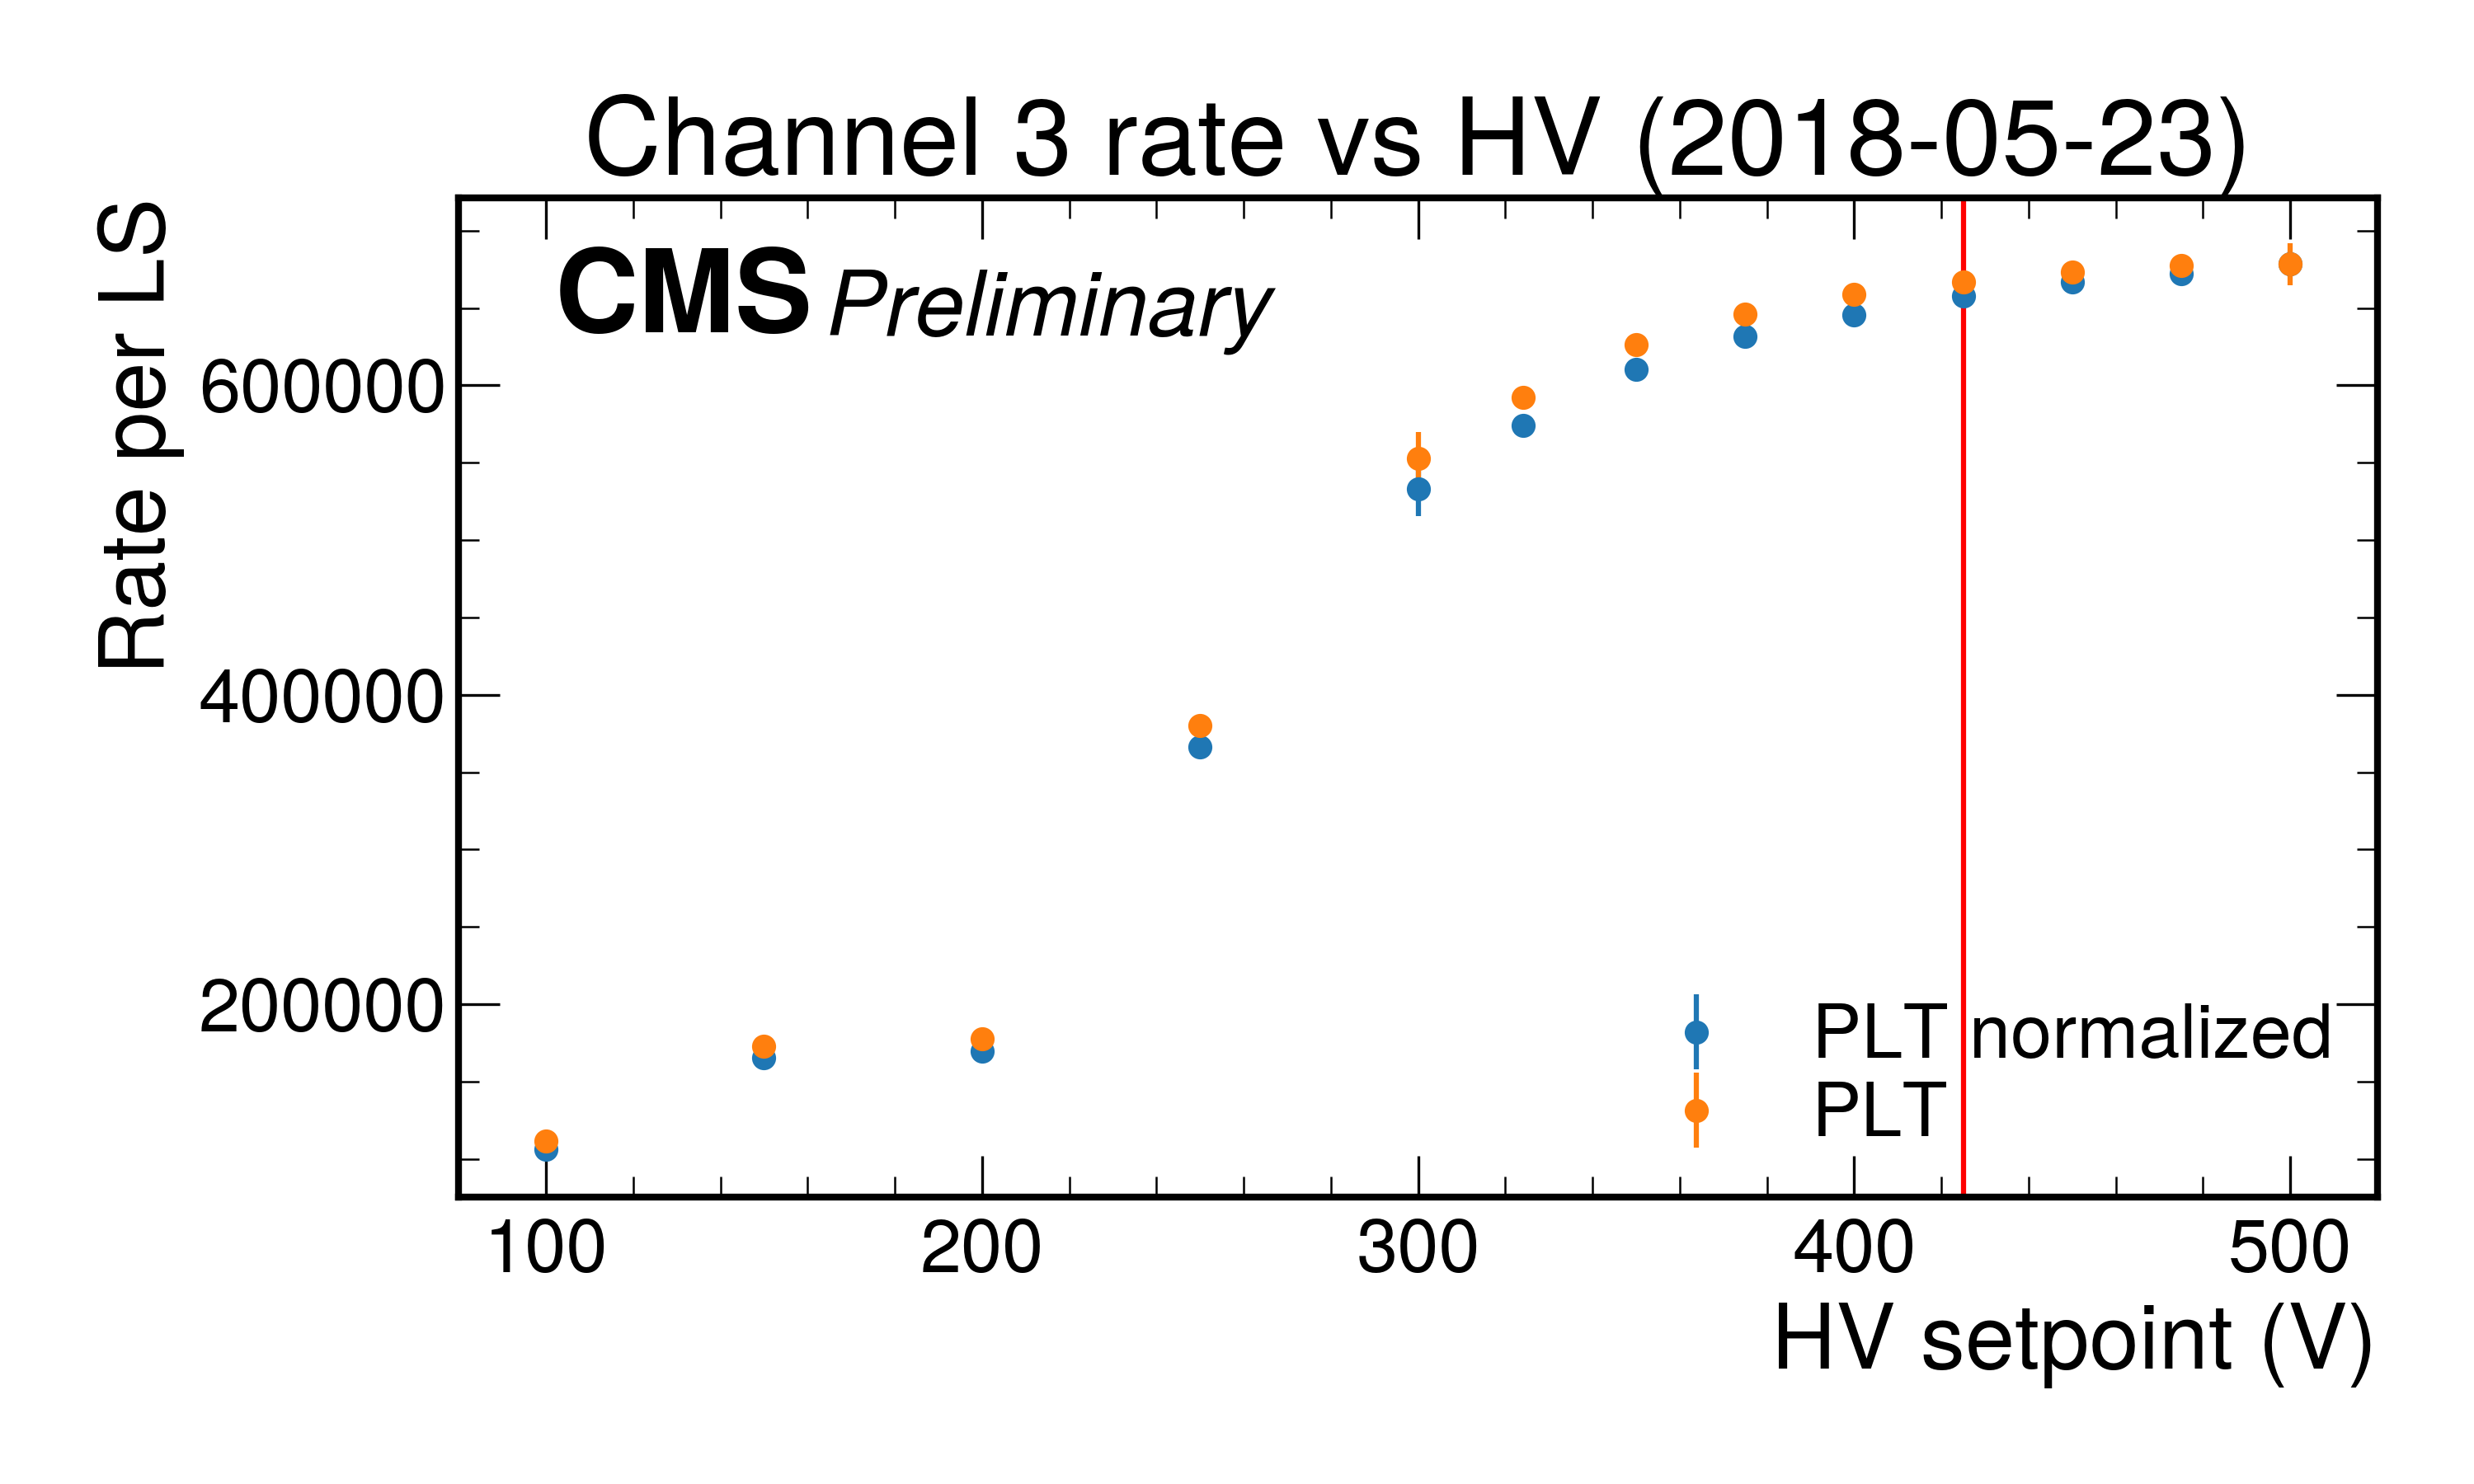 Channel 3 rate vs HV (2018-05-23)
CMS Preliminary
Rate per LS
600000
400000
200000
PLT normalized
PLT
100 200 300 400 500
HV setpoint (V)